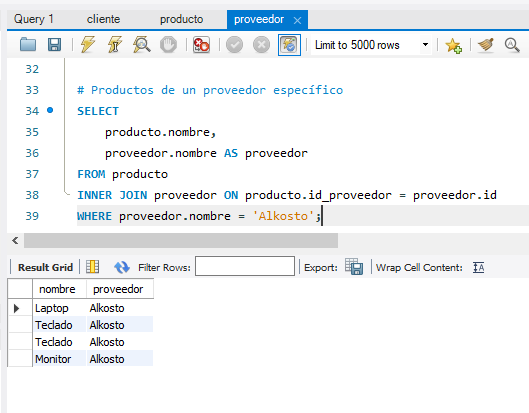 Query 1 cliente producto proveedor
Limit to 5000 rows
32
33 # Productos de un proveedor específico
34 SELECT
35 producto.nombre,
36 proveedor.nombre AS proveedor
37 FROM producto
38 INNER JOIN proveedor ON producto.id_proveedor = proveedor.id
39 WHERE proveedor.nombre = 'Alkosto';
Result Grid Filter Rows: Export: Wrap Cell Content:
nombre proveedor
Laptop Alkosto
Teclado Alkosto
Teclado Alkosto
Monitor Alkosto